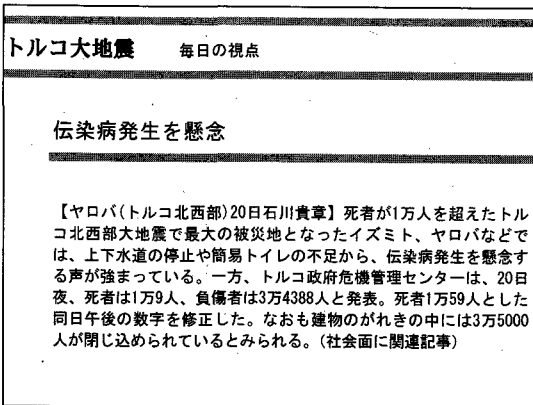 トルコ大地震 毎日の視点
伝染病発生を懸念
【ヤロバ(トルコ北西部)20日石川貴章】死者が1万人を超えたトル
コ北西部大地震で最大の被災地となったイズミト、ヤロバなどで
は、上下水道の停止や簡易トイレの不足から、伝染病発生を懸念す
る声が強まっている。一方、トルコ政府危機管理センターは、20日
夜、死者は1万9人、負傷者は3万4388人と発表。死者1万59人とした
同日午後の数字を修正した。なおも建物のがれきの中には3万5000
人が閉じ込められているとみられる。(社会面に関連記事)